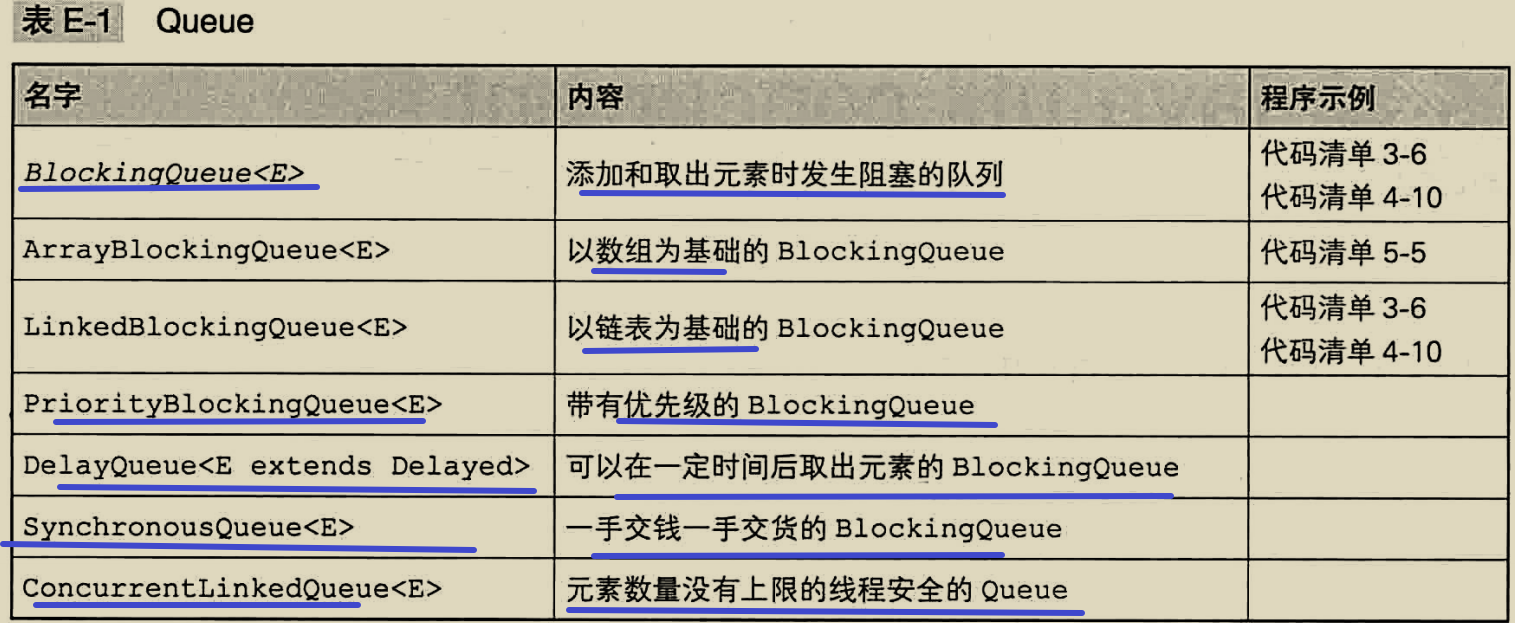 表 E-1 Queue
名字 内容 程序示例
BlockingQueue<E> 添加和取出元素时发生阻塞的队列 代码清单 3-6
代码清单 4-10
ArrayBlockingQueue<E> 以数组为基础的 BlockingQueue 代码清单 5-5
LinkedBlockingQueue<E> 以链表为基础的 BlockingQueue 代码清单 3-6
代码清单 4-10
PriorityBlockingQueue<E> 带有优先级的 BlockingQueue
DelayQueue<E extends Delayed> 可以在一定时间后取出元素的 BlockingQueue
SynchronousQueue<E> 一手交钱一手交货的 BlockingQueue
ConcurrentLinkedQueue<E> 元素数量没有上限的线程安全的 Queue